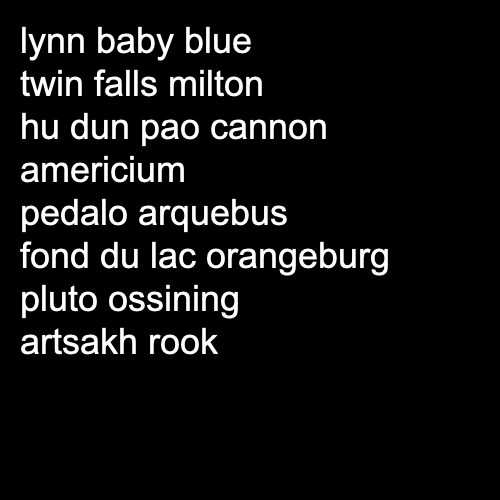 lynn baby blue
twin falls milton
hu dun pao cannon
americium
pedalo arquebus
fond du lac orangeburg
pluto ossining
artsakh rook